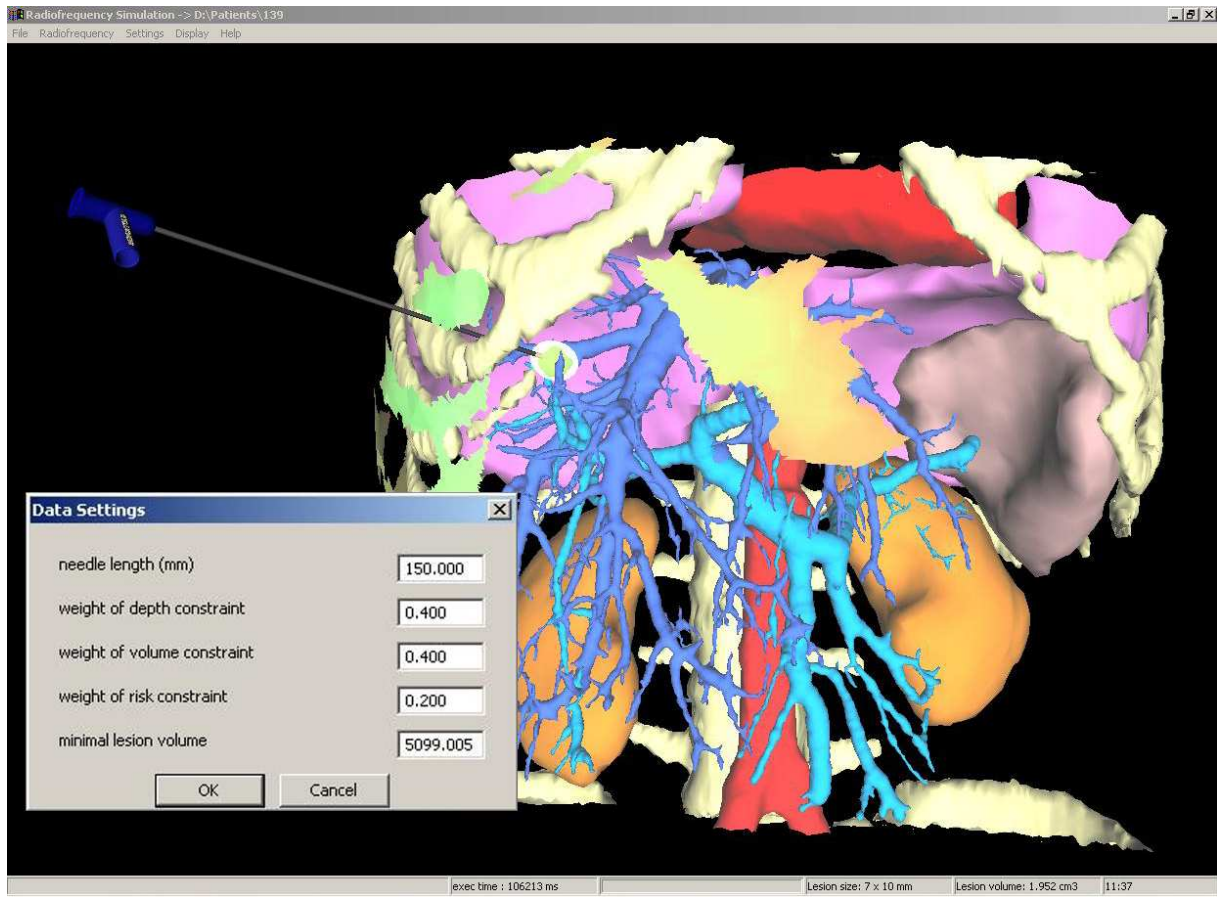 Radiofrequency Simulation -> D:\Patients\139
File Radiofrequency Settings Display Help
Data Settings
needle length (mm) 150.000
weight of depth constraint 0.400
weight of volume constraint 0.400
weight of risk constraint 0.200
minimal lesion volume 5099.005
OK Cancel
exec time : 106213 ms Lesion size: 7 x 10 mm Lesion volume: 1.952 cm3 11:37